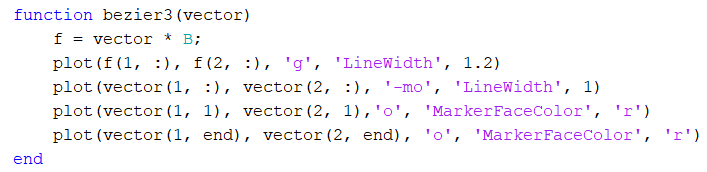 function bezier3(vector)
    f = vector * B;
    plot(f(1, :), f(2, :), 'g', 'LineWidth', 1.2)
    plot(vector(1, :), vector(2, :), '-mo', 'LineWidth', 1)
    plot(vector(1, 1), vector(2, 1),'o', 'MarkerFaceColor', 'r')
    plot(vector(1, end), vector(2, end), 'o', 'MarkerFaceColor', 'r')
end